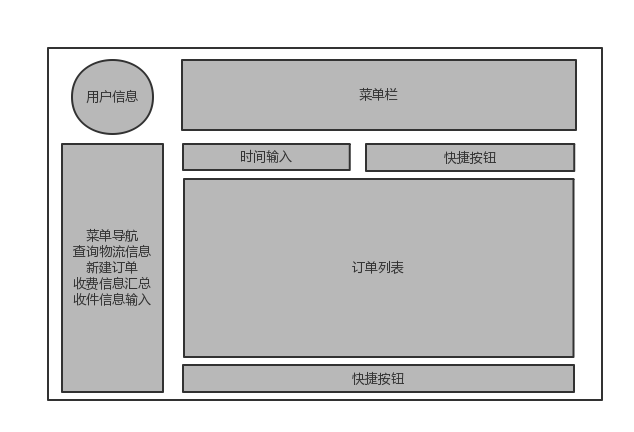 用户信息
菜单栏
时间输入
快捷按钮
菜单导航
查询物流信息
新建订单
收费信息汇总
收件信息输入
订单列表
快捷按钮